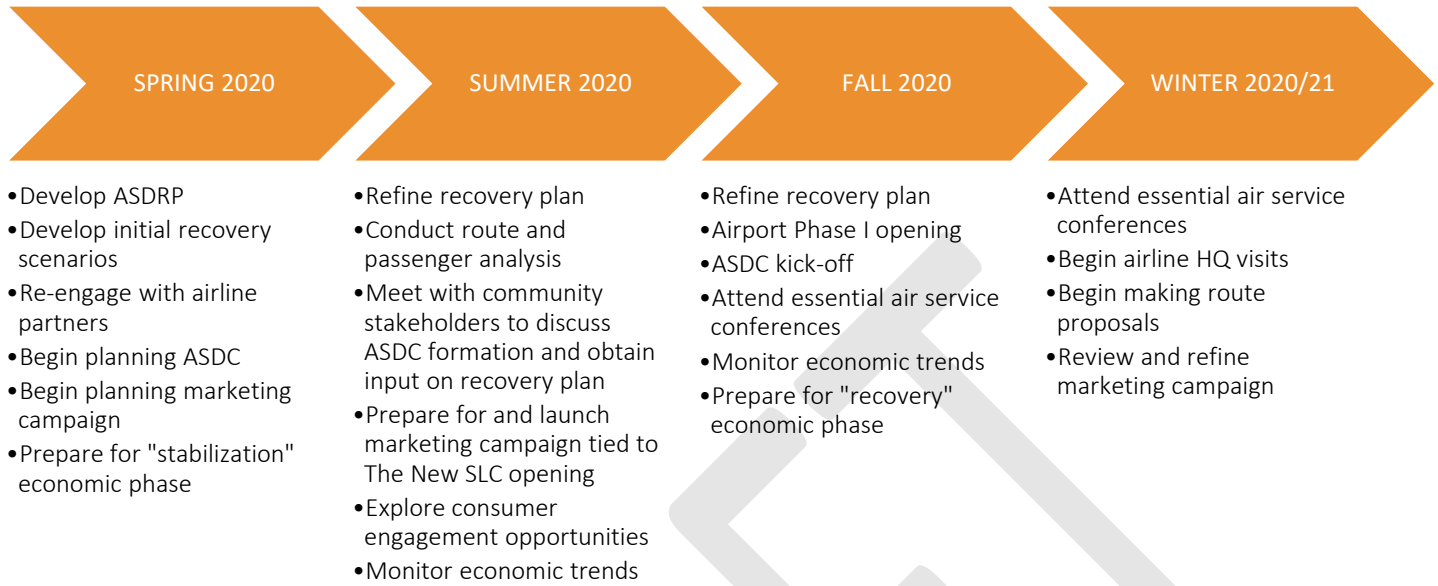 SPRING 2020
•Develop ASDRP
•Develop initial recovery
scenarios
•Re-engage with airline
partners
•Begin planning ASDC
•Begin planning marketing
campaign
•Prepare for "stabilization"
economic phase
SUMMER 2020
•Refine recovery plan
•Conduct route and
passenger analysis
•Meet with community
stakeholders to discuss
ASDC formation and obtain
input on recovery plan
•Prepare for and launch
marketing campaign tied to
The New SLC opening
•Explore consumer
engagement opportunities
•Monitor economic trends
FALL 2020
•Refine recovery plan
•Airport Phase I opening
•ASDC kick-off
•Attend essential air service
conferences
•Monitor economic trends
•Prepare for "recovery"
economic phase
WINTER 2020/21
•Attend essential air service
conferences
•Begin airline HQ visits
•Begin making route
proposals
•Review and refine
marketing campaign